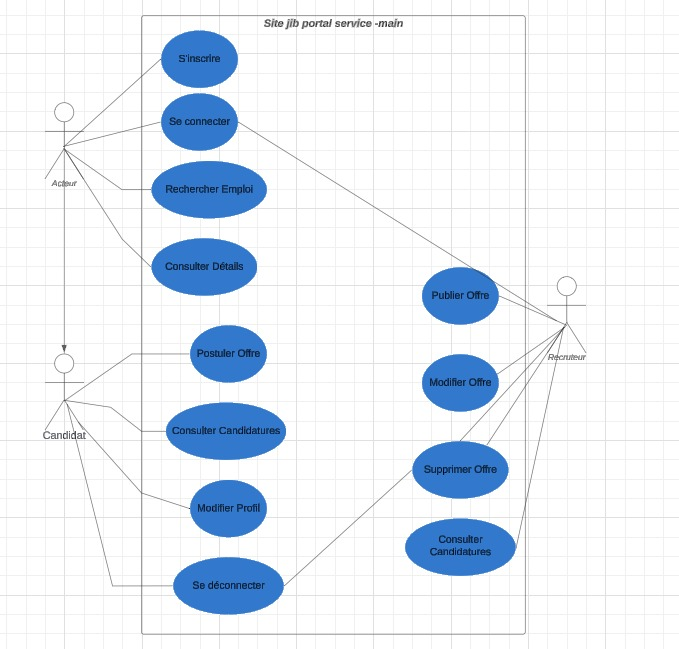 Site jib portal service -main
S'inscrire
Se connecter
Acteur
Rechercher Emploi
Consulter Détails
Publier Offre
Recruteur
Postuler Offre
Modifier Offre
Candidat
Consulter Candidatures
Supprimer Offre
Modifier Profil
Consulter
Candidatures
Se déconnecter